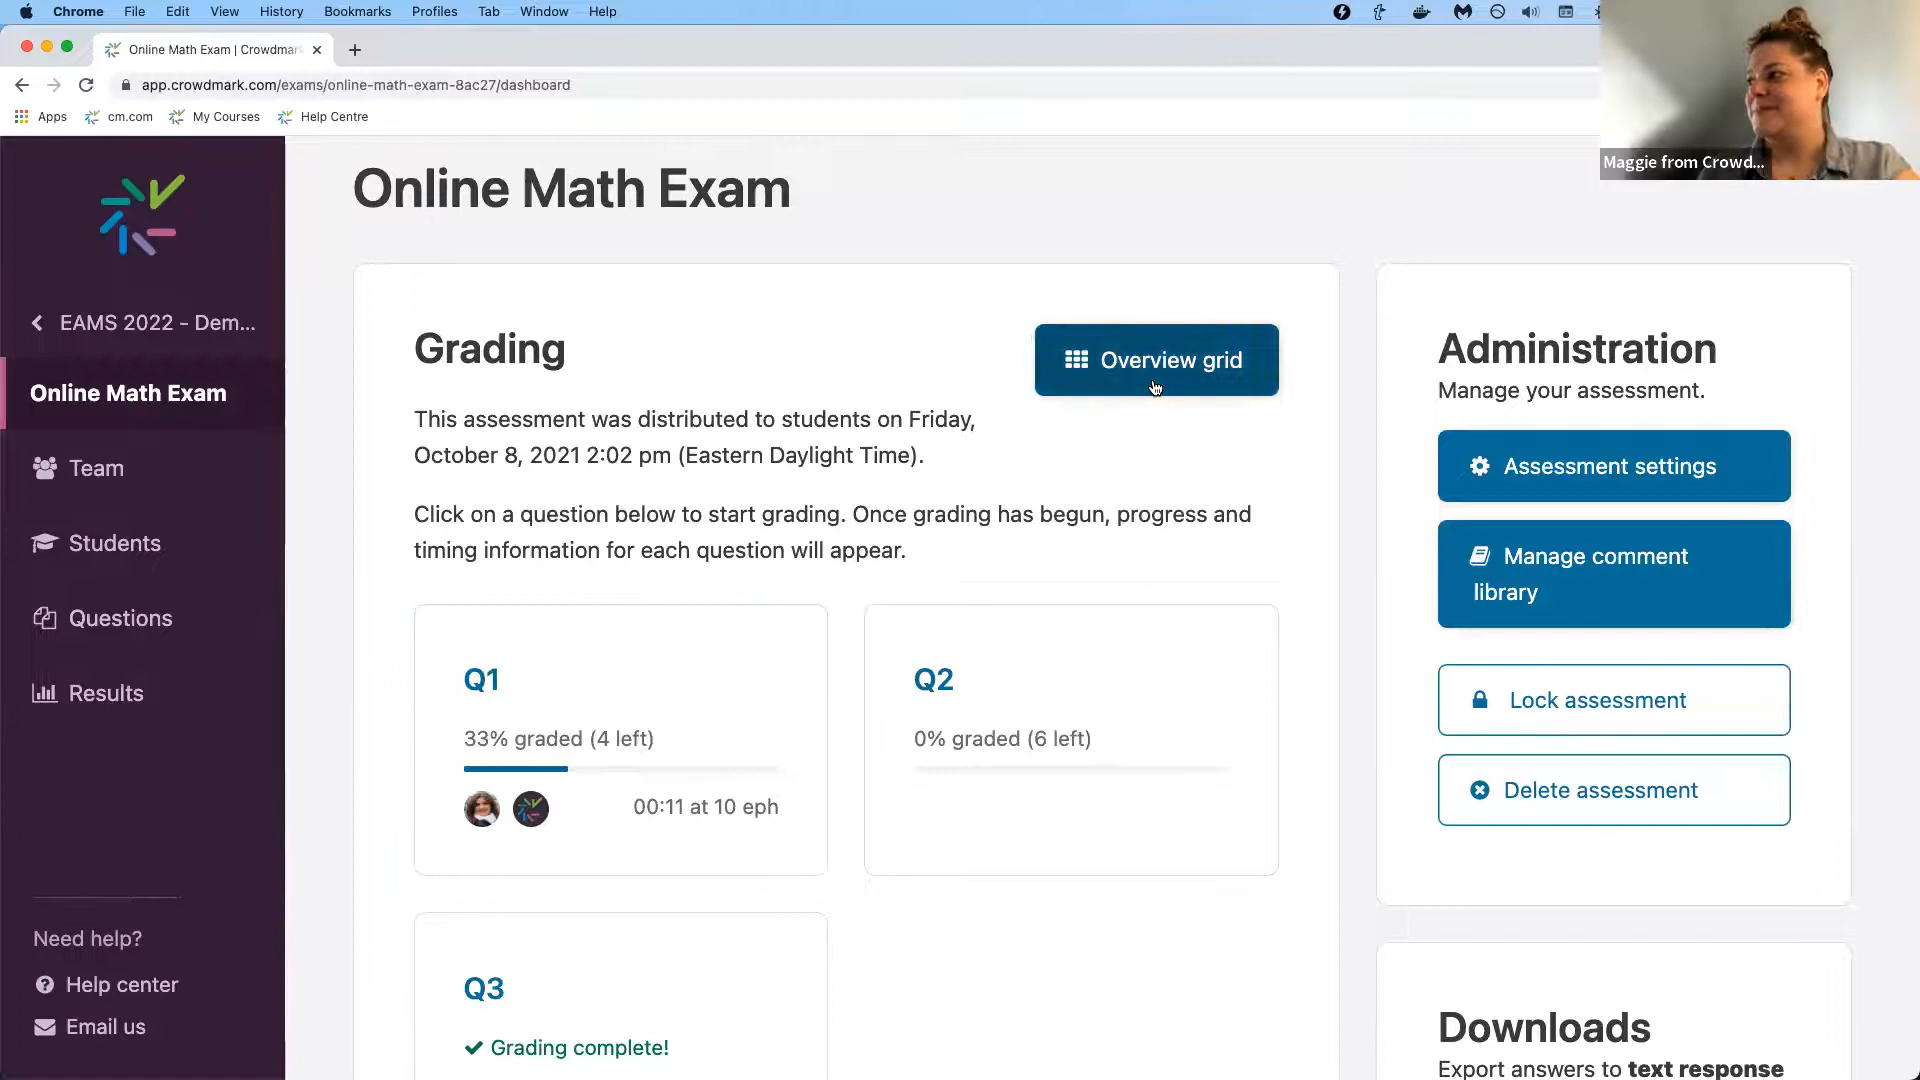 Chrome File Edit View History Bookmarks Profiles Tab Window Help
Online Math Exam | Crowdmar
app.crowdmark.com/exams/online-math-exam-8ac27/dashboard
Apps cm.com My Courses Help Centre
Maggie from Crowd...
EAMS 2022 - Dem...
Online Math Exam
Team
Students
Questions
Results
Need help?
Help center
Email us
Online Math Exam
Grading
Overview grid
This assessment was distributed to students on Friday,
October 8, 2021 2:02 pm (Eastern Daylight Time).
Click on a question below to start grading. Once grading has begun, progress and
timing information for each question will appear.
Q1
33% graded (4 left)
00:11 at 10 eph
Q2
0% graded (6 left)
Q3
Grading complete!
Administration
Manage your assessment.
Assessment settings
Manage comment
library
Lock assessment
Delete assessment
Downloads
Export answers to text response